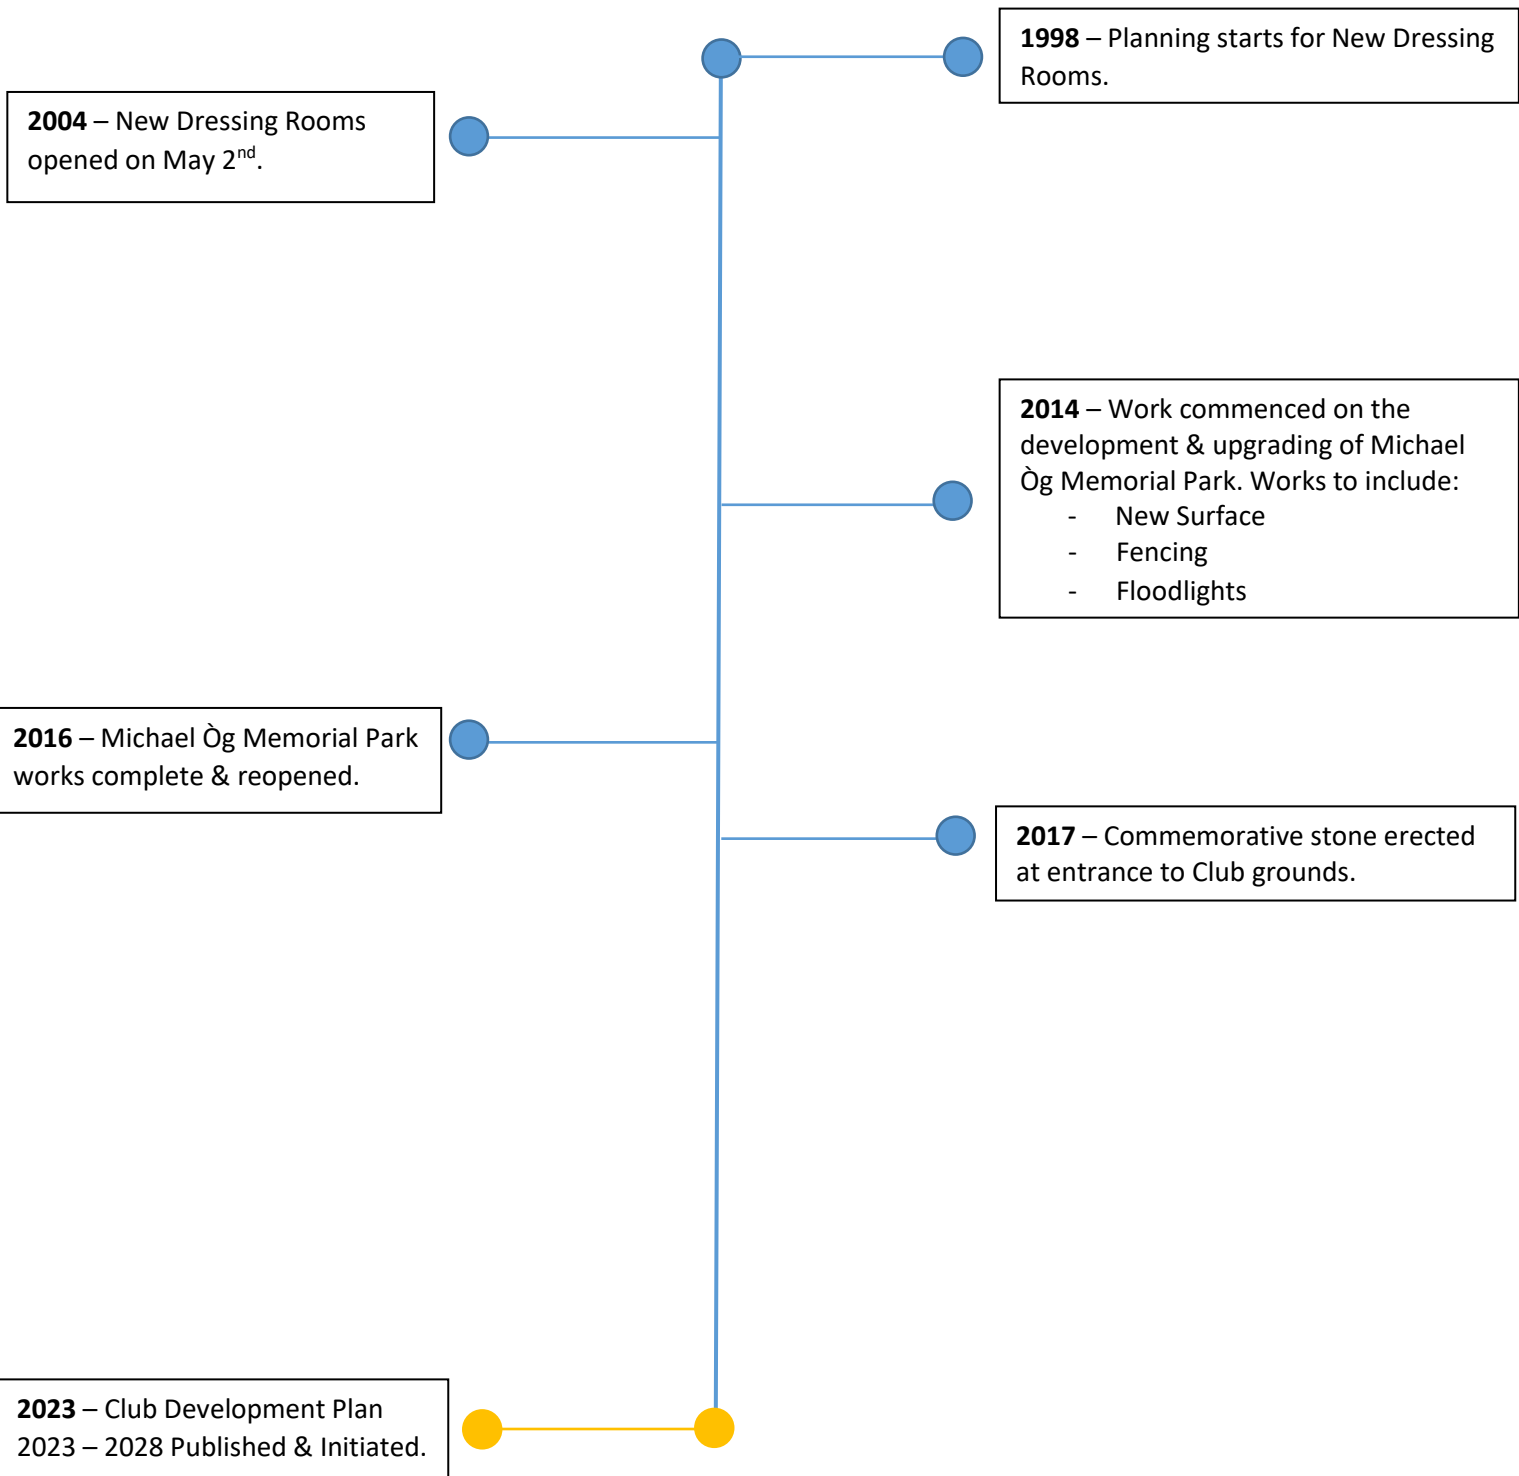 1998 – Planning starts for New Dressing
Rooms.
2004 – New Dressing Rooms
opened on May 2nd.
2014 – Work commenced on the
development & upgrading of Michael
Òg Memorial Park. Works to include:
- New Surface
- Fencing
- Floodlights
2016 – Michael Òg Memorial Park
works complete & reopened.
2017 – Commemorative stone erected
at entrance to Club grounds.
2023 – Club Development Plan
2023 – 2028 Published & Initiated.